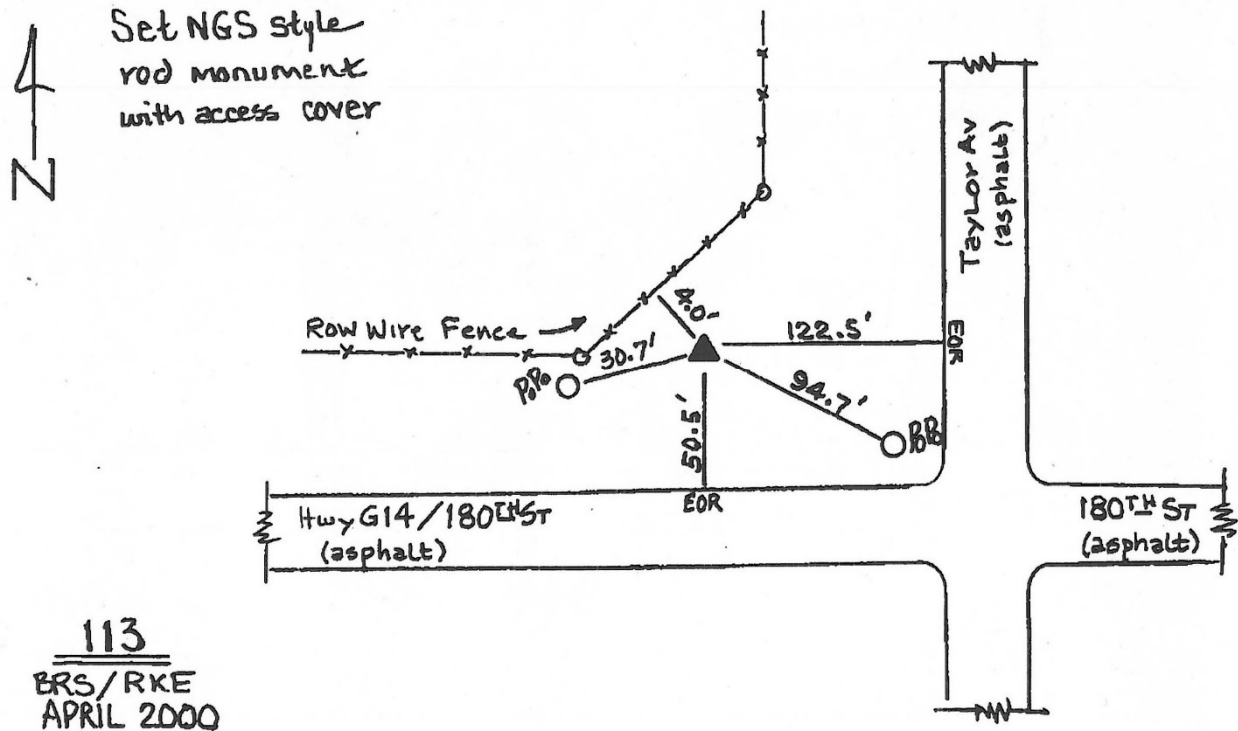 Set NGS style
rod monument
with access cover
N
Taylor Av
(asphalt)
Row Wire Fence
4.0-
30.7'
122.5'
EOR
P.P.
94.7'
PP
50.5'
EOR
Hwy G14/180TH ST
(asphalt)
180TH ST
(asphalt)
113
BRS/RKE
APRIL 2000